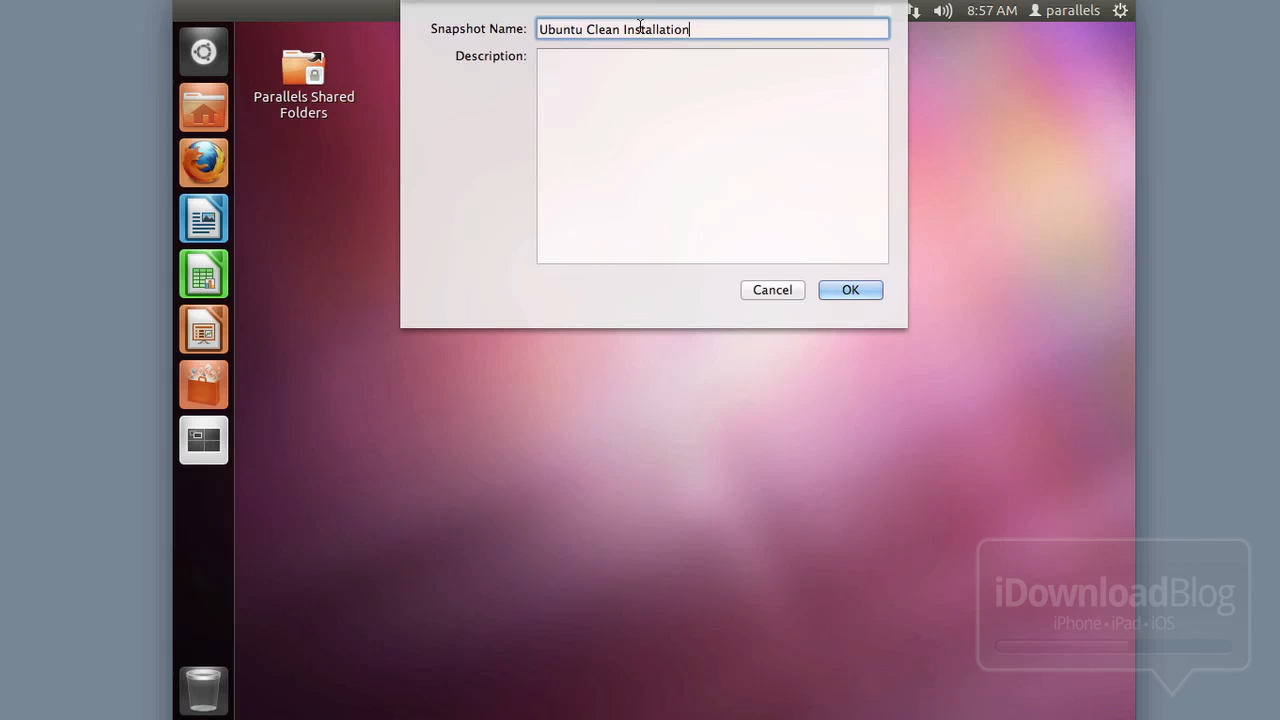 8:57 AM parallels
Snapshot Name: Ubuntu Clean Installation
Description:
Parallels Shared
Folders
Cancel OK
iDownloadBlog
iPhone • iPad • iOS